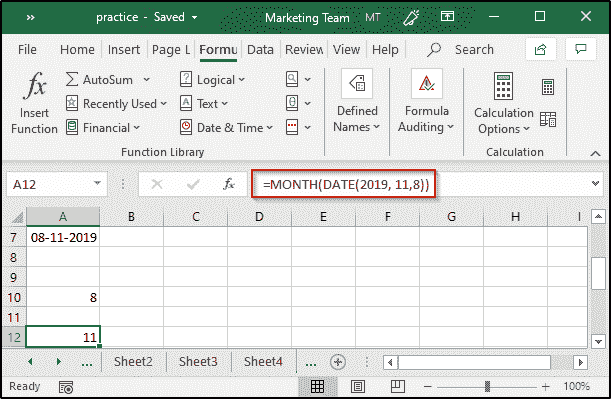 » practice - Saved Marketing Team MT
File Home Insert Page L Formu Data Review View Help Search
fx Insert Function
Σ AutoSum Logical
Recently Used Text
Financial Date & Time
Defined Names
Formula Auditing
Calculation Options
Function Library Calculation
A12 fx =MONTH(DATE(2019, 11,8))
A B C D E F G H I
7 08-11-2019
8
9
10 8
11
12 11
... Sheet2 Sheet3 Sheet4 ...
Ready 100%